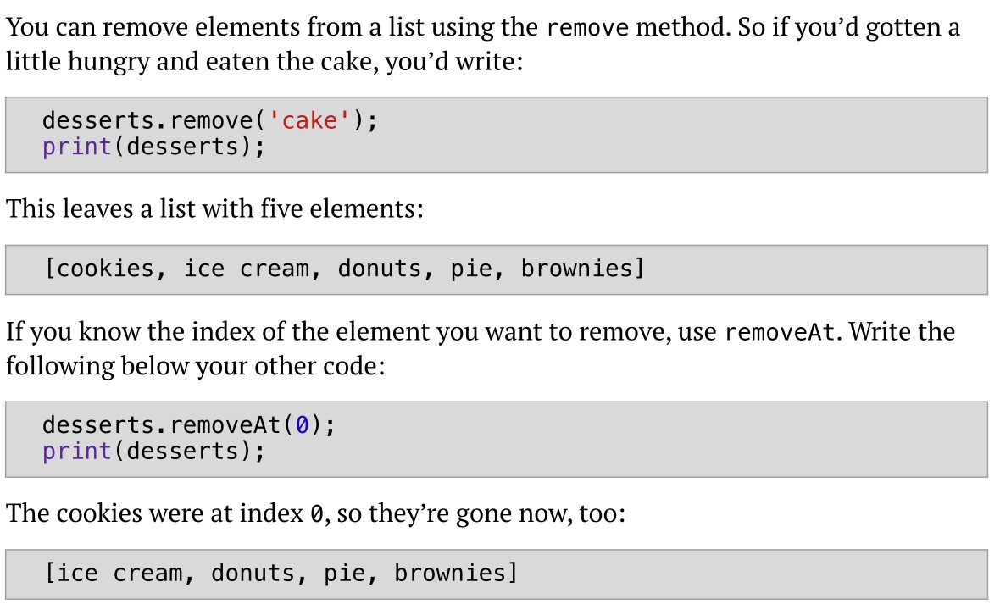 You can remove elements from a list using the remove method. So if you’d gotten a
little hungry and eaten the cake, you’d write:
desserts.remove('cake');
print(desserts);
This leaves a list with five elements:
[cookies, ice cream, donuts, pie, brownies]
If you know the index of the element you want to remove, use removeAt. Write the
following below your other code:
desserts.removeAt(0);
print(desserts);
The cookies were at index 0, so they’re gone now, too:
[ice cream, donuts, pie, brownies]